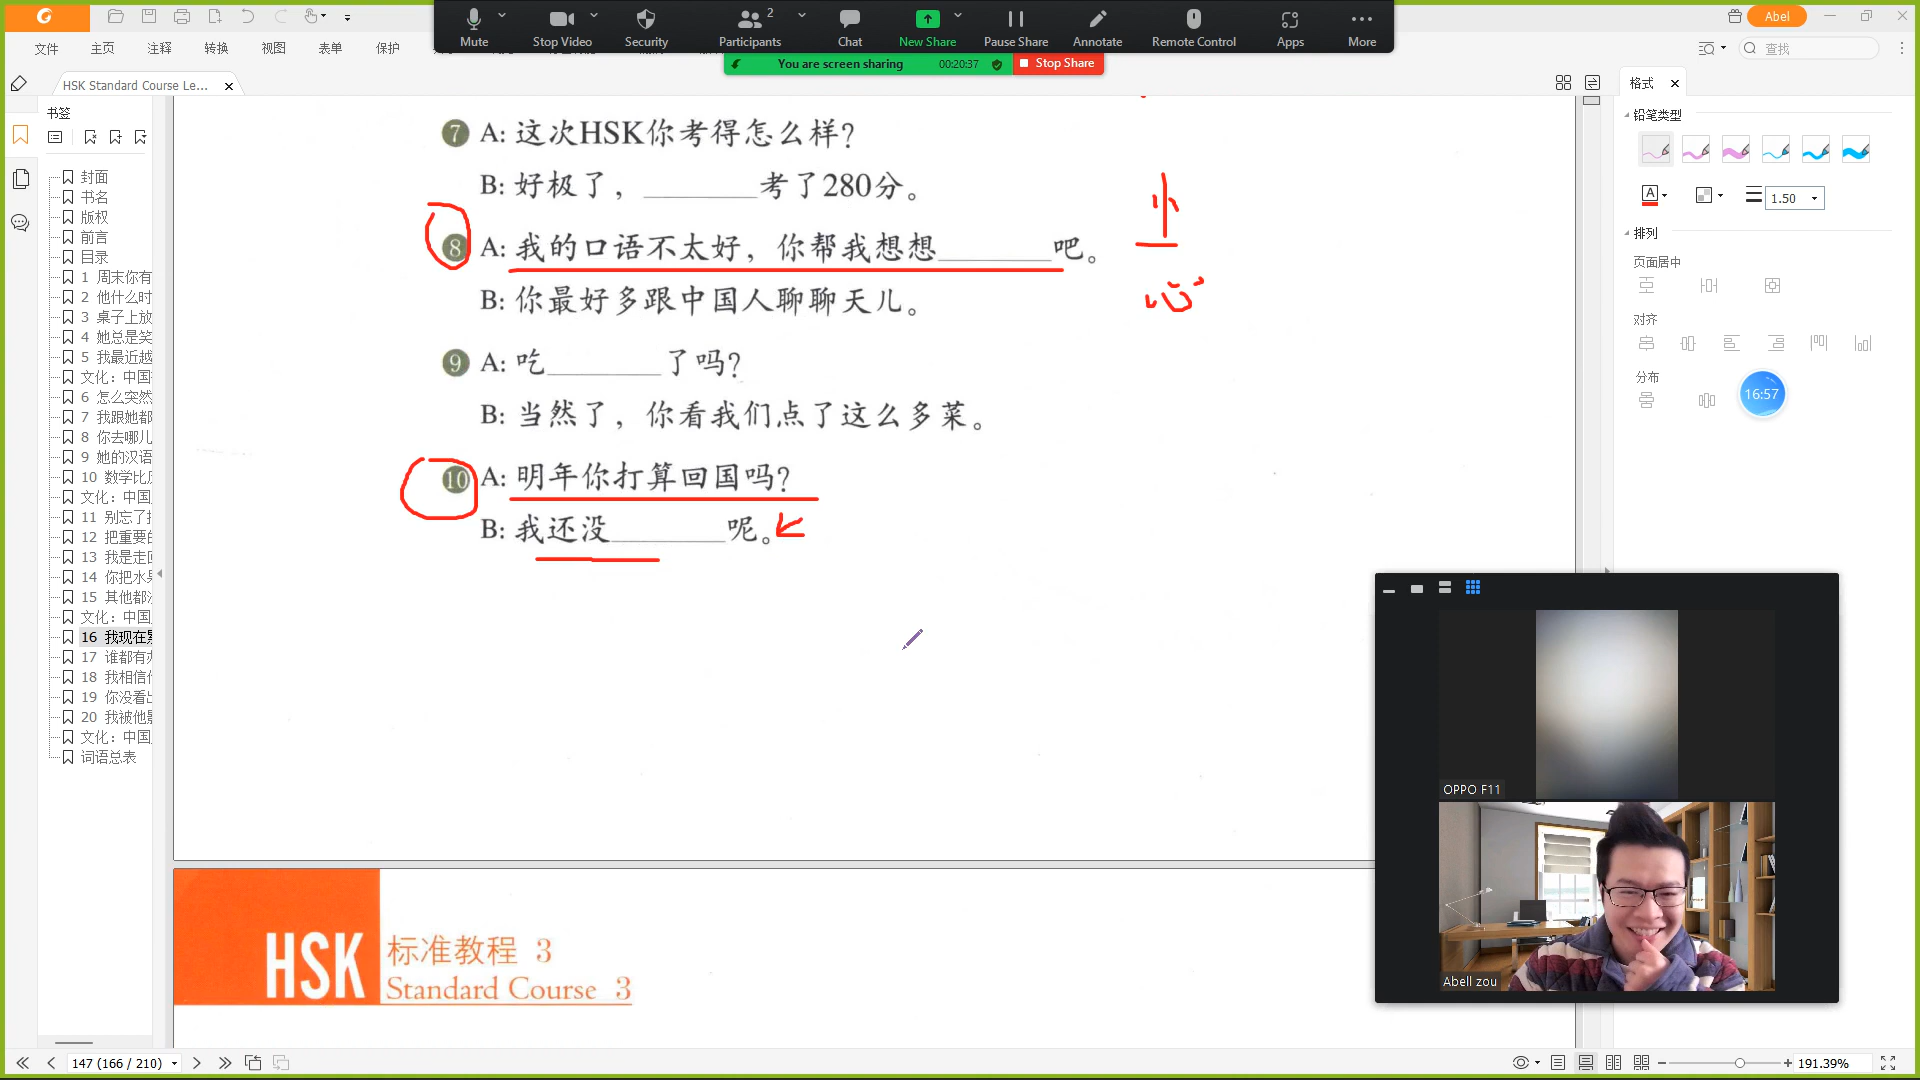 Abel
Mute
Stop Video
Security
Participants
2
Chat
New Share
Pause Share
Annotate
Remote Control
Apps
More
文件
主页
注释
转换
视图
表单
保护
查找
You are screen sharing
00:20:37
Stop Share
HSK Standard Course Le...
格式
书签
封面
书名
版权
前言
目录
1 周末你有
2 他什么时
3 桌子上放
4 她总是笑
5 我最近越
文化：中国
6 怎么突然
7 我跟她都
8 你去哪儿
9 她的汉语
10 数学比
文化：中国
11 别忘了
12 把重要的
13 我是走
14 你把水果
15 其他都
文化：中国
16 我现在
17 谁都有
18 我相信
19 你没看
20 我被他
文化：中国
词语总表
7 A: 这次HSK你考得怎么样？
B: 好极了，________考了280分。
8 A: 我的口语不太好，你帮我想想________吧。
B: 你最好多跟中国人聊聊天儿。
9 A: 吃________了吗？
B: 当然了，你看我们点了这么多菜。
10 A: 明年你打算回国吗？
B: 我还没________呢。
小
心
HSK 标准教程 3
Standard Course 3
铅笔类型
1.50
排列
页面居中
对齐
分布
16:57
OPPO F11
Abell zou
147 (166 / 210)
191.39%